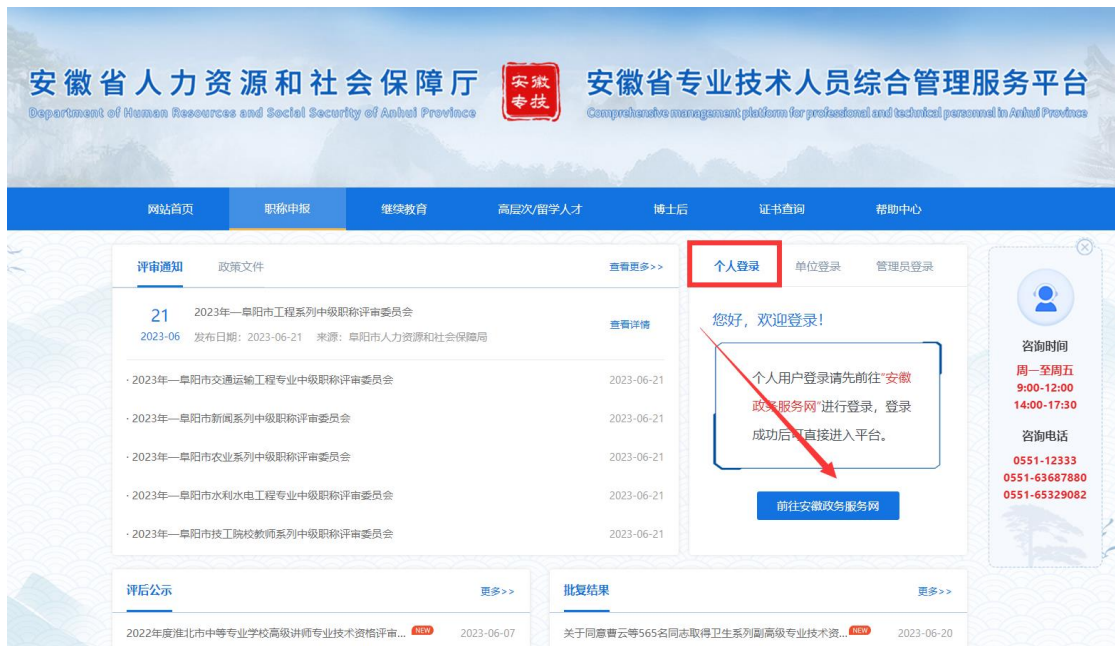 安徽省人力资源和社会保障厅
Department of Human Resources and Social Security of Anhui Province
安徽
专技
安徽省专业技术人员综合管理服务平台
Comprehensive management platform for professional and technical personnel in Anhui Province
网站首页 职称申报 继续教育 高层次/留学人才 博士后 证书查询 帮助中心
评审通知 政策文件 查看更多>>
21
2023-06
2023年—阜阳市工程系列中级职称评审委员会
发布日期：2023-06-21 来源：阜阳市人力资源和社会保障局
查看详情
· 2023年—阜阳市交通运输工程专业中级职称评审委员会 2023-06-21
· 2023年—阜阳市新闻系列中级职称评审委员会 2023-06-21
· 2023年—阜阳市农业系列中级职称评审委员会 2023-06-21
· 2023年—阜阳市水利水电工程专业中级职称评审委员会 2023-06-21
· 2023年—阜阳市技工院校教师系列中级职称评审委员会 2023-06-21
个人登录 单位登录 管理员登录
您好，欢迎登录！
个人用户登录请先前往“安徽
政务服务网”进行登录，登录
成功后可直接进入平台。
前往安徽政务服务网
咨询时间
周一至周五
9:00-12:00
14:00-17:30
咨询电话
0551-12333
0551-63687880
0551-65329082
评后公示 更多>>
2022年度淮北市中等专业学校高级讲师专业技术资格评审... NEW 2023-06-07
批复结果 更多>>
关于同意曹云等565名同志取得卫生系列副高级专业技术资... NEW 2023-06-20